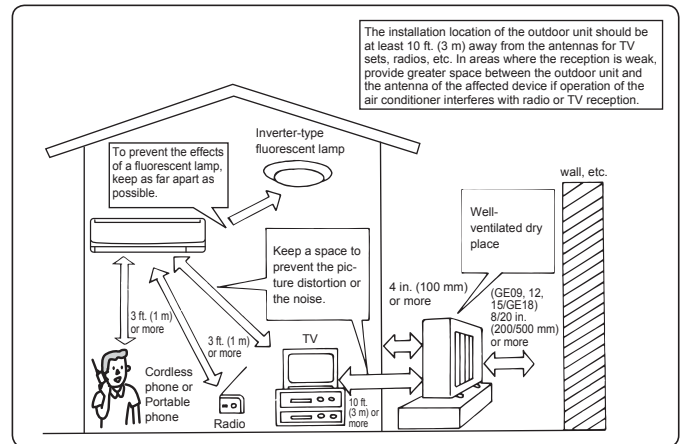 The installation location of the outdoor unit should be
at least 10 ft. (3 m) away from the antennas for TV
sets, radios, etc. In areas where the reception is weak,
provide greater space between the outdoor unit and
the antenna of the affected device if operation of the
air conditioner interferes with radio or TV reception.
Inverter-type
fluorescent lamp
To prevent the effects
of a fluorescent lamp,
keep as far apart as
possible.
wall, etc.
Well-
ventilated dry
place
Keep a space to
prevent the pic-
ture distortion or
the noise.
4 in. (100 mm)
or more
(GE09, 12,
15/GE18)
8/20 in.
(200/500 mm)
or more
3 ft. (1 m)
or more
3 ft. (1 m)
or more
TV
Cordless
phone or
Portable
phone
Radio
10 ft.
(3 m) or
more